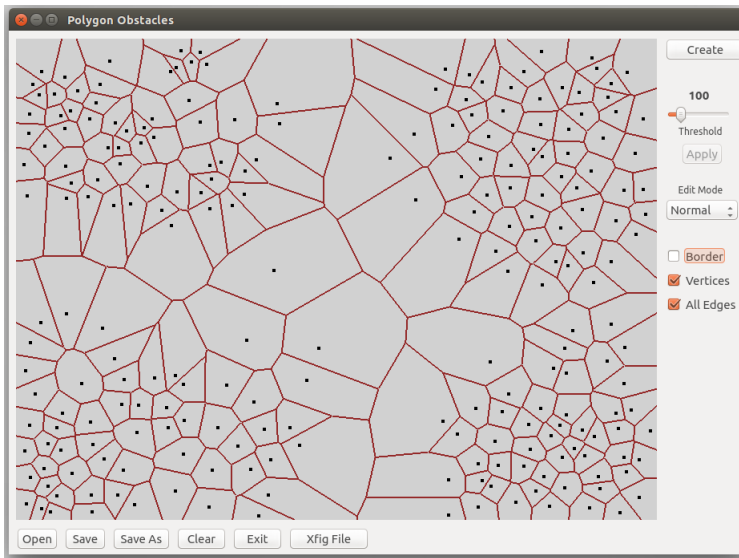 Polygon Obstacles
Create
100
Threshold
Apply
Edit Mode
Normal
Border
Vertices
All Edges
Open
Save
Save As
Clear
Exit
Xfig File